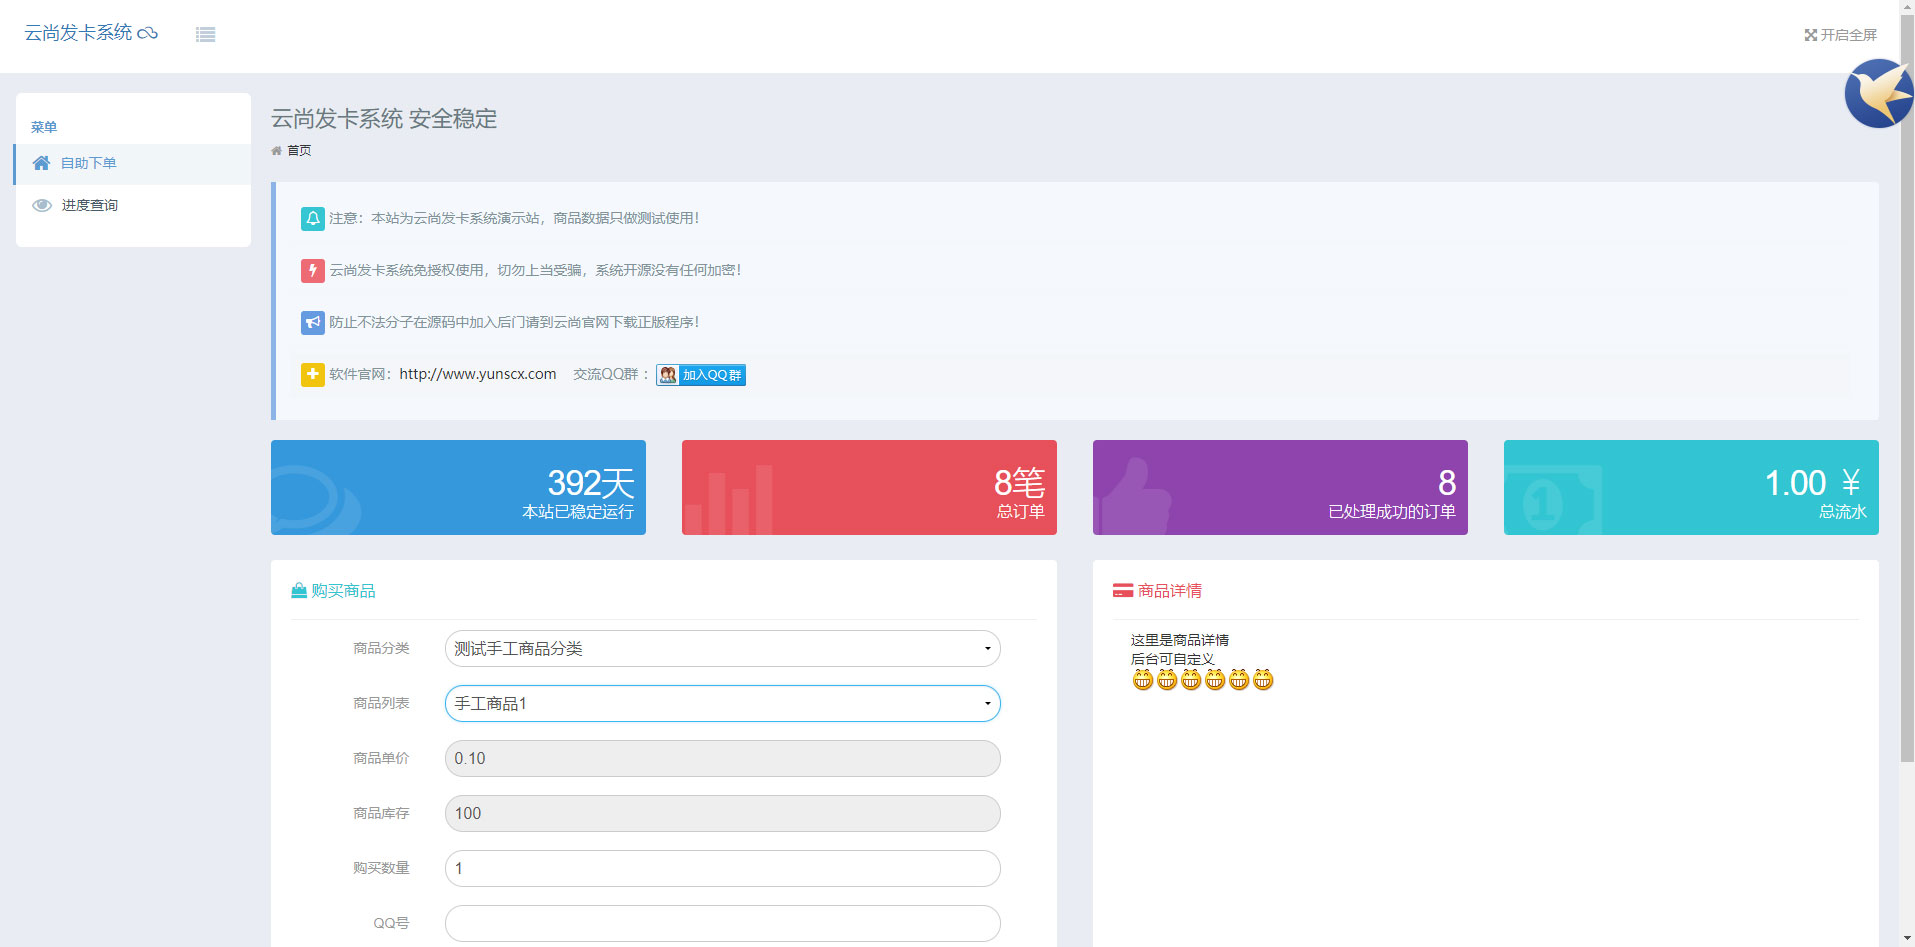 云尚发卡系统
开启全屏
菜单
自助下单
进度查询
云尚发卡系统 安全稳定
首页
注意：本站为云尚发卡系统演示站，商品数据只做测试使用！
云尚发卡系统免授权使用，切勿上当受骗，系统开源没有任何加密！
防止不法分子在源码中加入后门请到云尚官网下载正版程序！
软件官网：http://www.yunscx.com 交流QQ群 ： 加入QQ群
392天
本站已稳定运行
8笔
总订单
8
已处理成功的订单
1.00 ￥
总流水
购买商品
商品分类 测试手工商品分类
商品列表 手工商品1
商品单价 0.10
商品库存 100
购买数量 1
QQ号
商品详情
这里是商品详情
后台可自定义